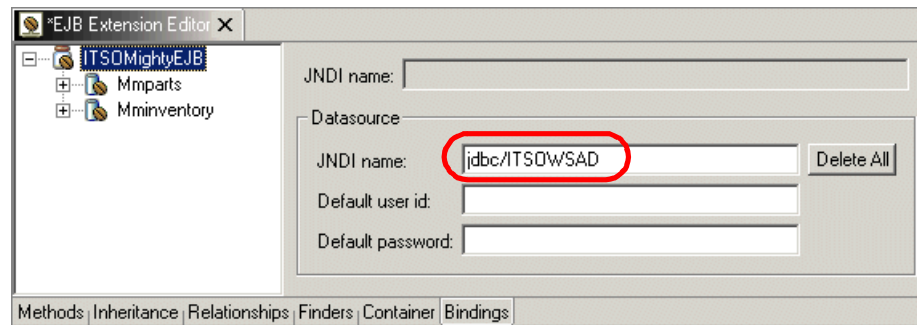 *EJB Extension Editor X
ITSOMightyEJB
Mmparts
Mminventory
JNDI name:
Datasource
JNDI name: jdbc/ITSOWSAD Delete All
Default user id:
Default password:
Methods Inheritance Relationships Finders Container Bindings